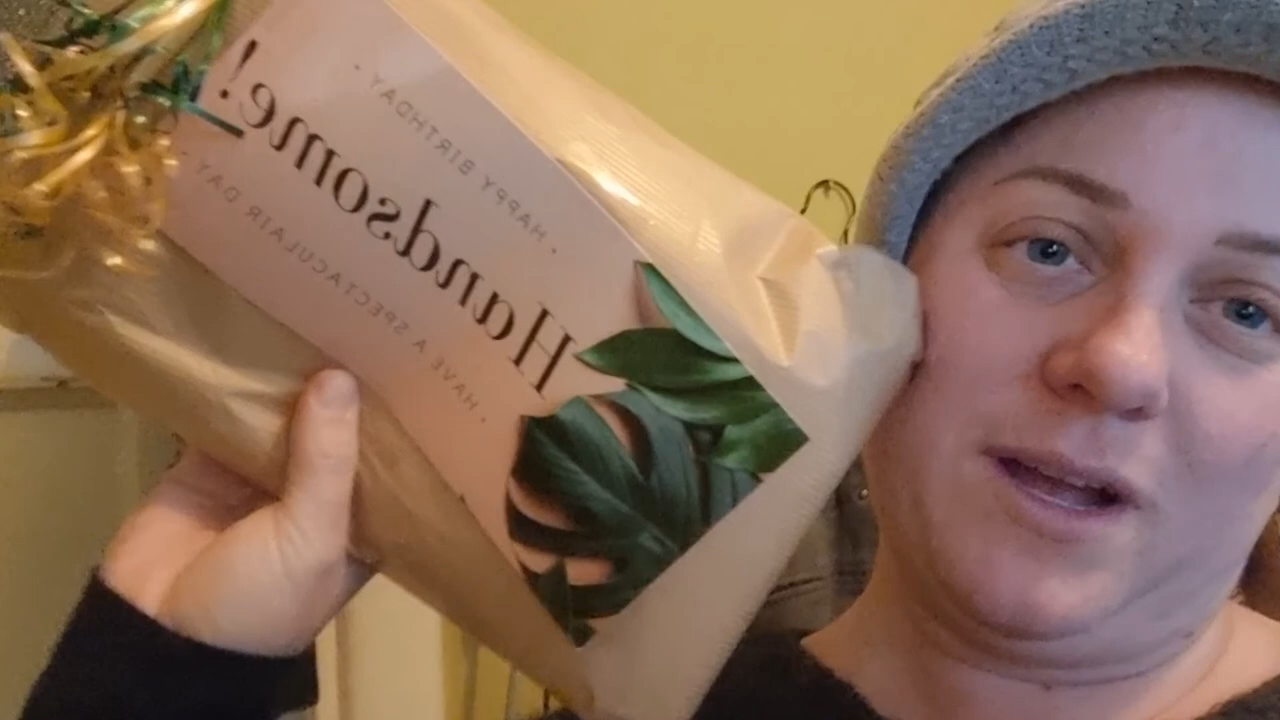 • HAPPY BIRTHDAY •
Handsome!
• HAVE A SPECTACULAIR DAY •